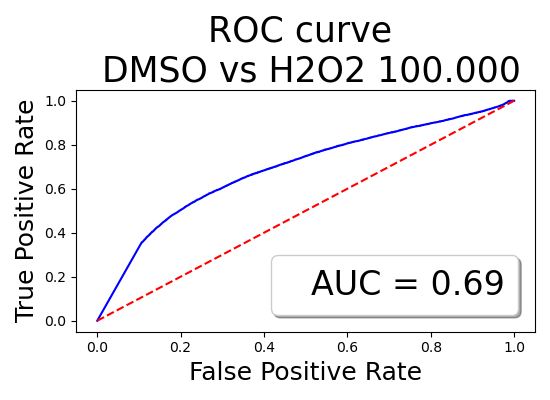 ROC curve
DMSO vs H2O2 100.000
True Positive Rate
1.0
0.8
0.6
0.4
0.2
0.0
AUC = 0.69
0.0 0.2 0.4 0.6 0.8 1.0
False Positive Rate